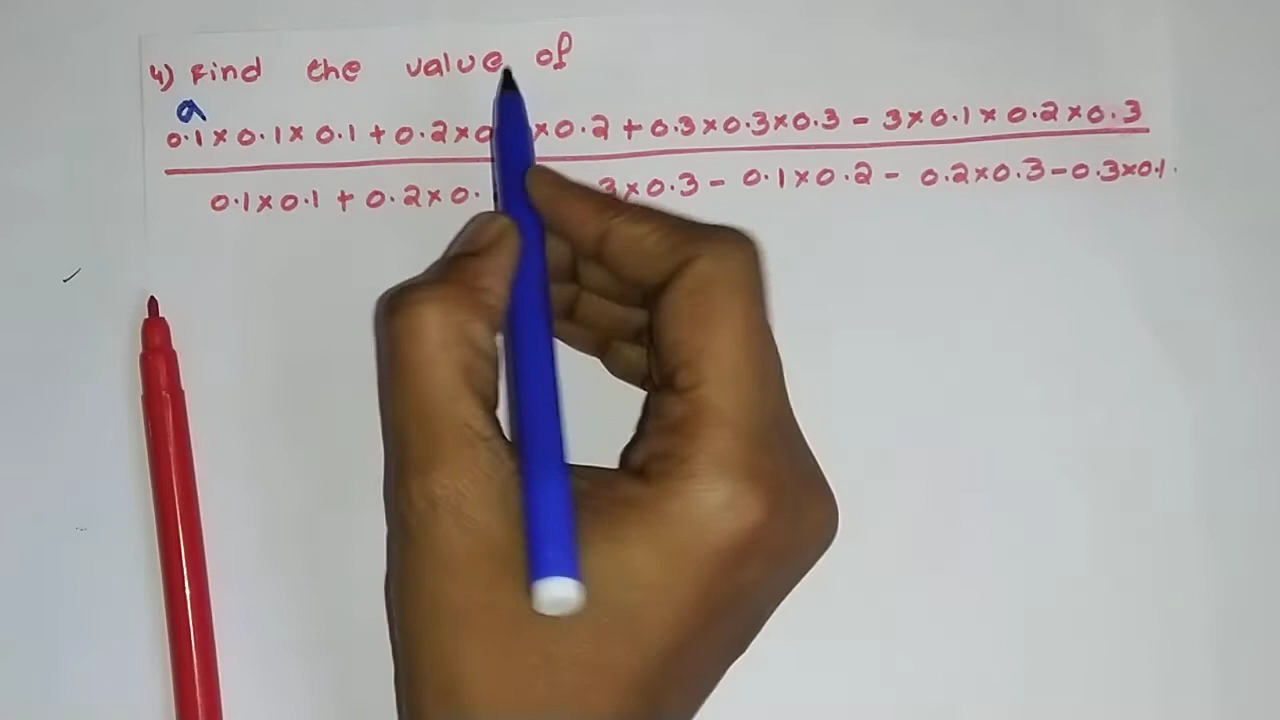 4) Find the value of
a
0.1 × 0.1 × 0.1 + 0.2 × 0 × 0.2 + 0.3 × 0.3 × 0.3 - 3 × 0.1 × 0.2 × 0.3
0.1 × 0.1 + 0.2 × 0. 3 × 0.3 - 0.1 × 0.2 - 0.2 × 0.3 - 0.3 × 0.1.